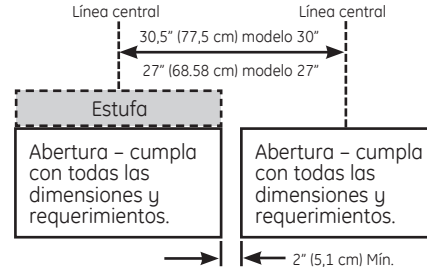 Línea central
Línea central
30,5" (77,5 cm) modelo 30"
27" (68.58 cm) modelo 27"
Estufa
Abertura – cumpla
con todas las
dimensiones y
requerimientos.
Abertura – cumpla
con todas las
dimensiones y
requerimientos.
2" (5,1 cm) Mín.